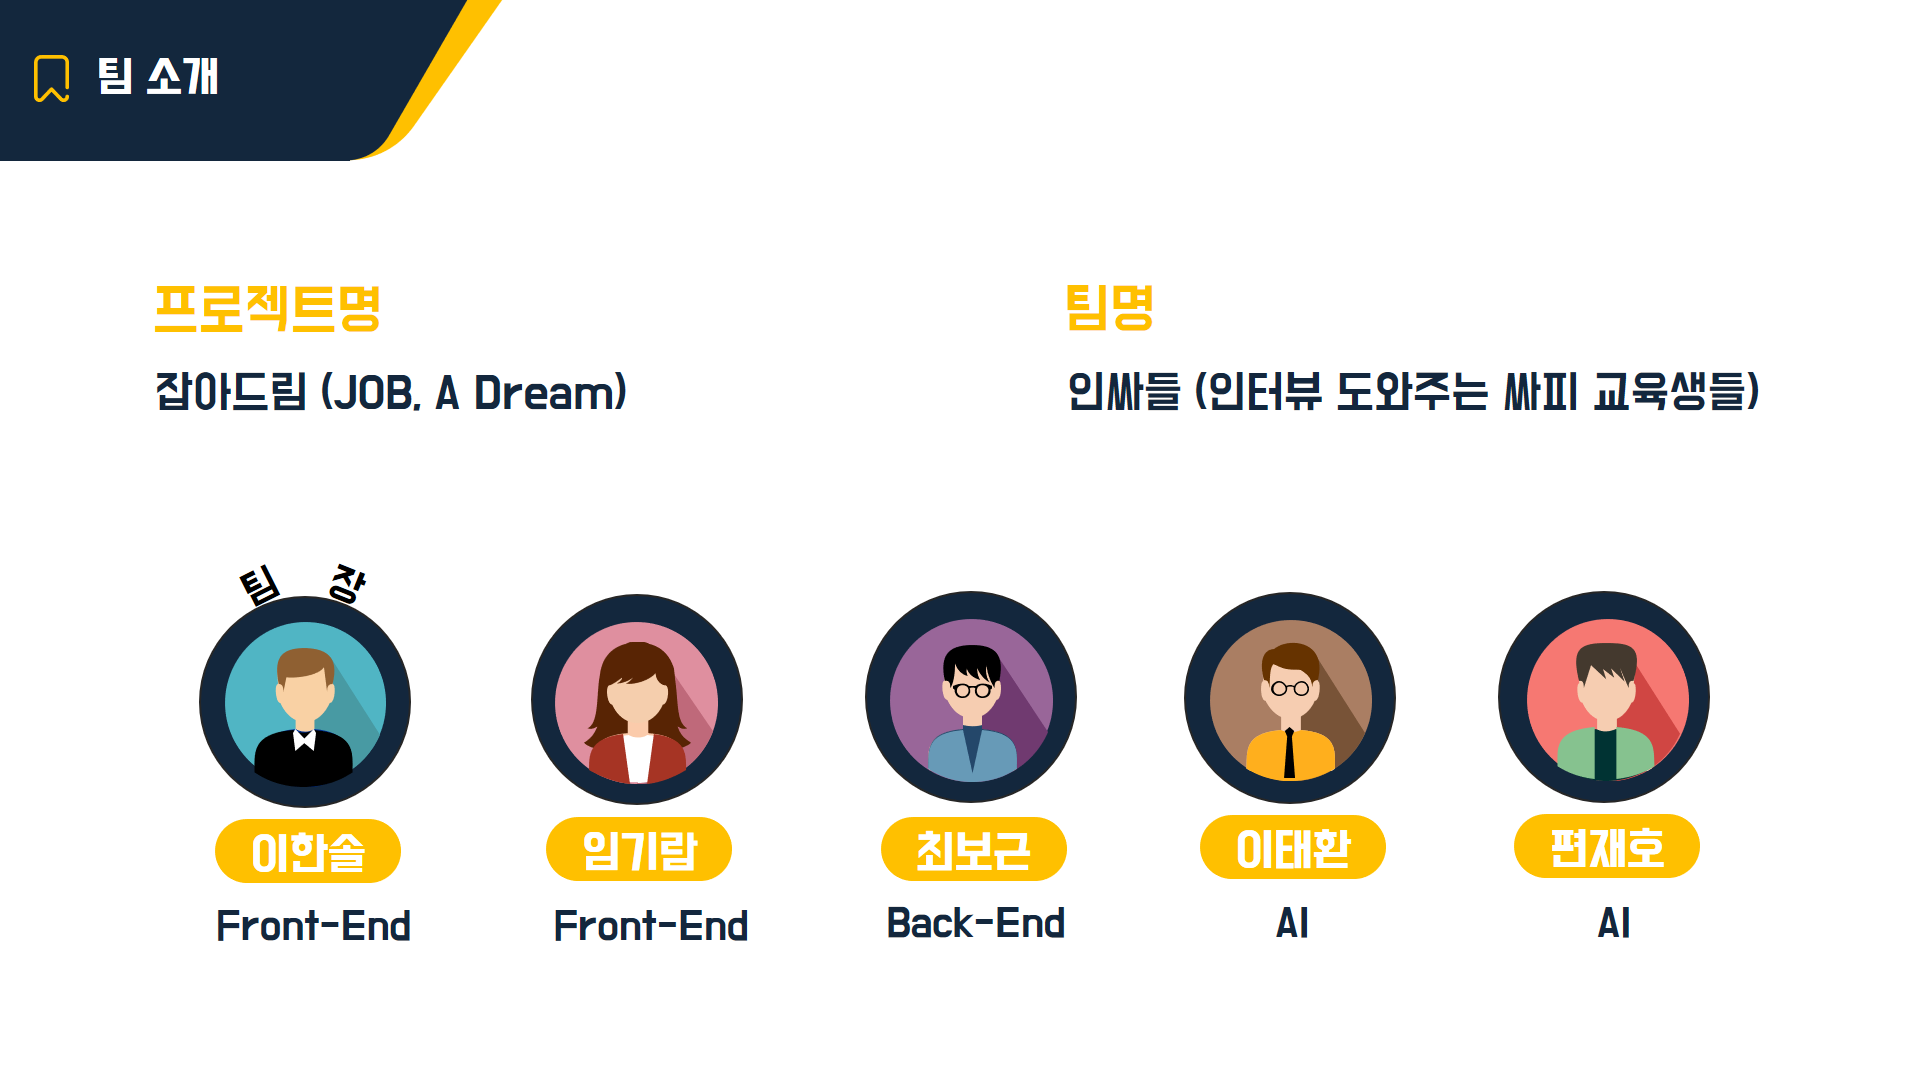 팀 소개
프로젝트명
잡아드림 (JOB, A Dream)
팀명
인싸들 (인터뷰 도와주는 싸피 교육생들)
팀 장
이한솔
Front-End
임기람
Front-End
최보근
Back-End
이태환
AI
편재호
AI